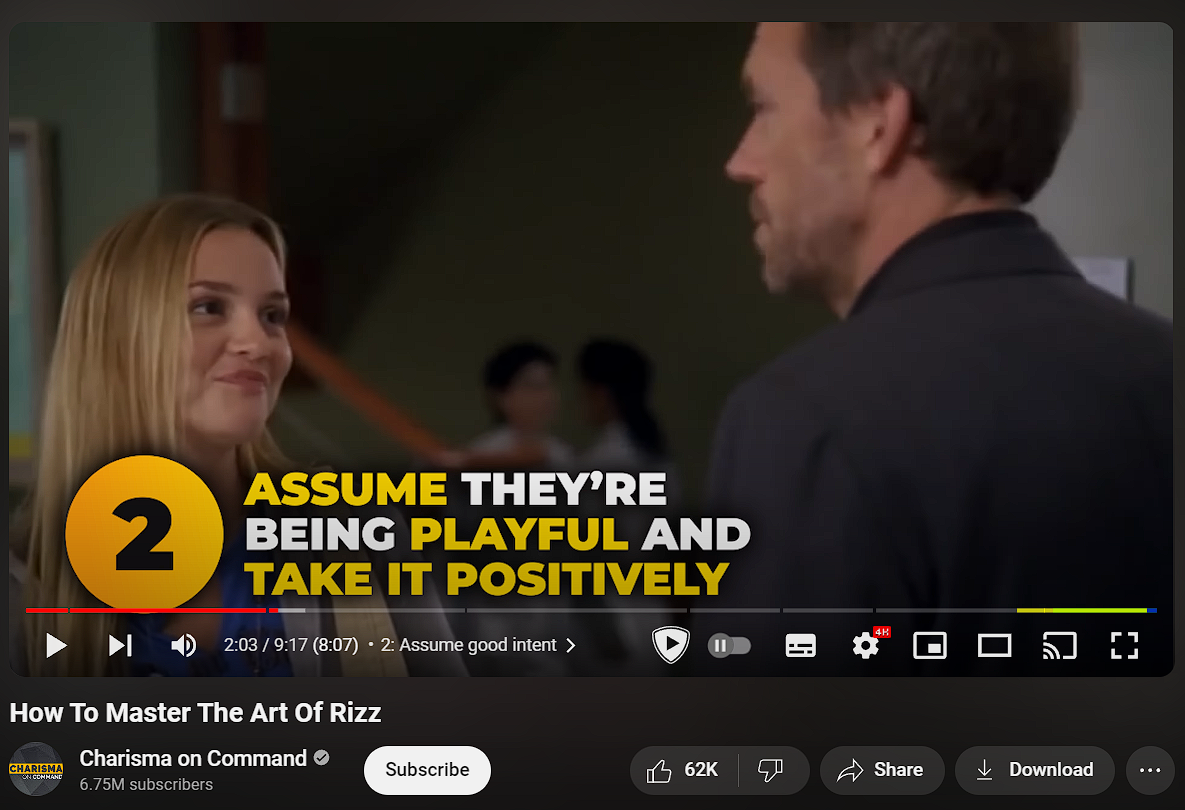 2
ASSUME THEY’RE
BEING PLAYFUL AND
TAKE IT POSITIVELY
2:03 / 9:17 (8:07) • 2: Assume good intent
4K
How To Master The Art Of Rizz
CHARISMA
ON COMMAND
Charisma on Command
6.75M subscribers
Subscribe
62K
Share
Download